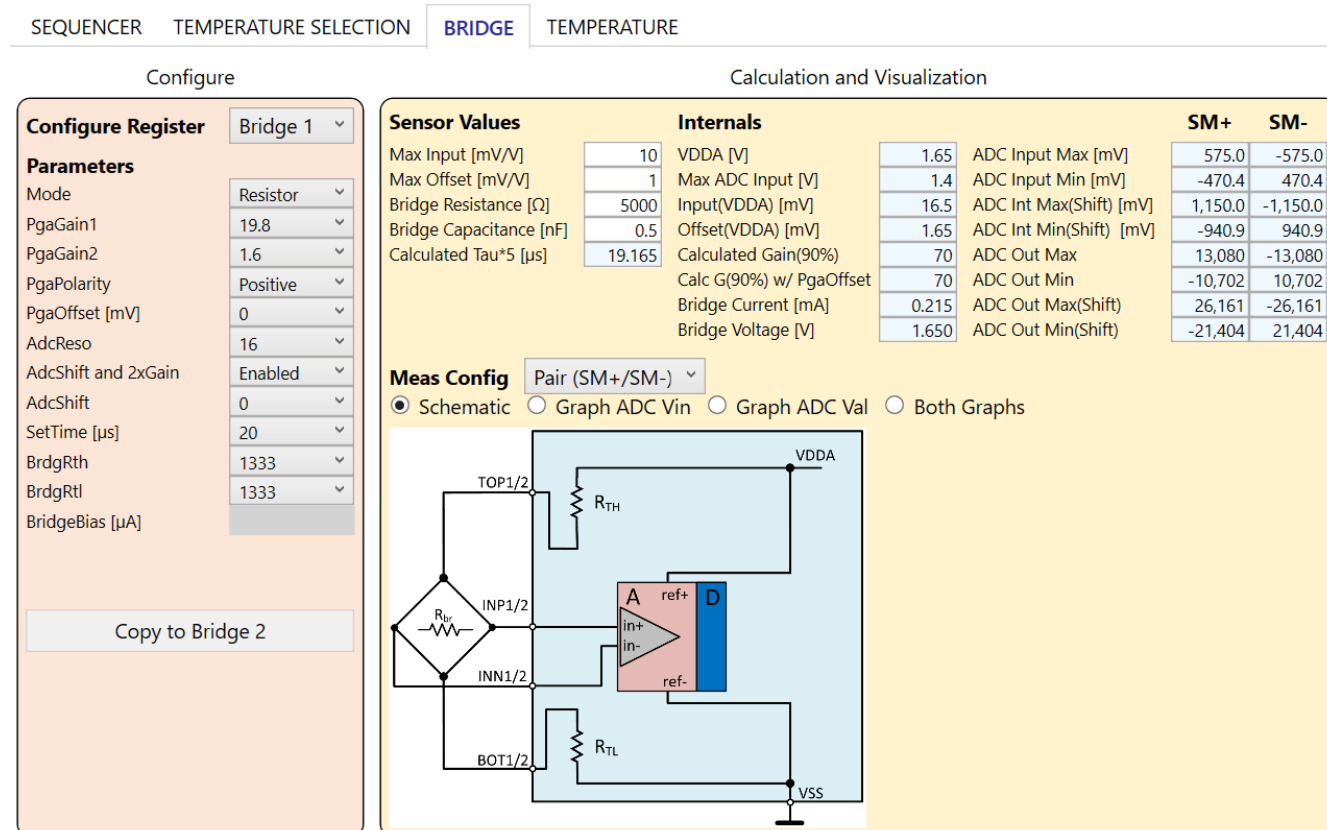 SEQUENCER TEMPERATURE SELECTION BRIDGE TEMPERATURE
Configure
Calculation and Visualization
Configure Register Bridge 1
Parameters
Mode Resistor
PgaGain1 19.8
PgaGain2 1.6
PgaPolarity Positive
PgaOffset [mV] 0
AdcReso 16
AdcShift and 2xGain Enabled
AdcShift 0
SetTime [µs] 20
BrdgRth 1333
BrdgRtl 1333
BridgeBias [µA]
Copy to Bridge 2
Sensor Values
Max Input [mV/V] 10
Max Offset [mV/V] 1
Bridge Resistance [Ω] 5000
Bridge Capacitance [nF] 0.5
Calculated Tau*5 [µs] 19.165
Internals
VDDA [V] 1.65
Max ADC Input [V] 1.4
Input(VDDA) [mV] 16.5
Offset(VDDA) [mV] 1.65
Calculated Gain(90%) 70
Calc G(90%) w/ PgaOffset 70
Bridge Current [mA] 0.215
Bridge Voltage [V] 1.650
SM+ SM-
ADC Input Max [mV] 575.0 -575.0
ADC Input Min [mV] -470.4 470.4
ADC Int Max(Shift) [mV] 1,150.0 -1,150.0
ADC Int Min(Shift) [mV] -940.9 940.9
ADC Out Max 13,080 -13,080
ADC Out Min -10,702 10,702
ADC Out Max(Shift) 26,161 -26,161
ADC Out Min(Shift) -21,404 21,404
Meas Config Pair (SM+/SM-)
Schematic Graph ADC Vin Graph ADC Val Both Graphs
VDDA
TOP1/2
RTH
A ref+ D
INP1/2
Rbr
in+
in-
INN1/2
ref-
RTL
BOT1/2
VSS